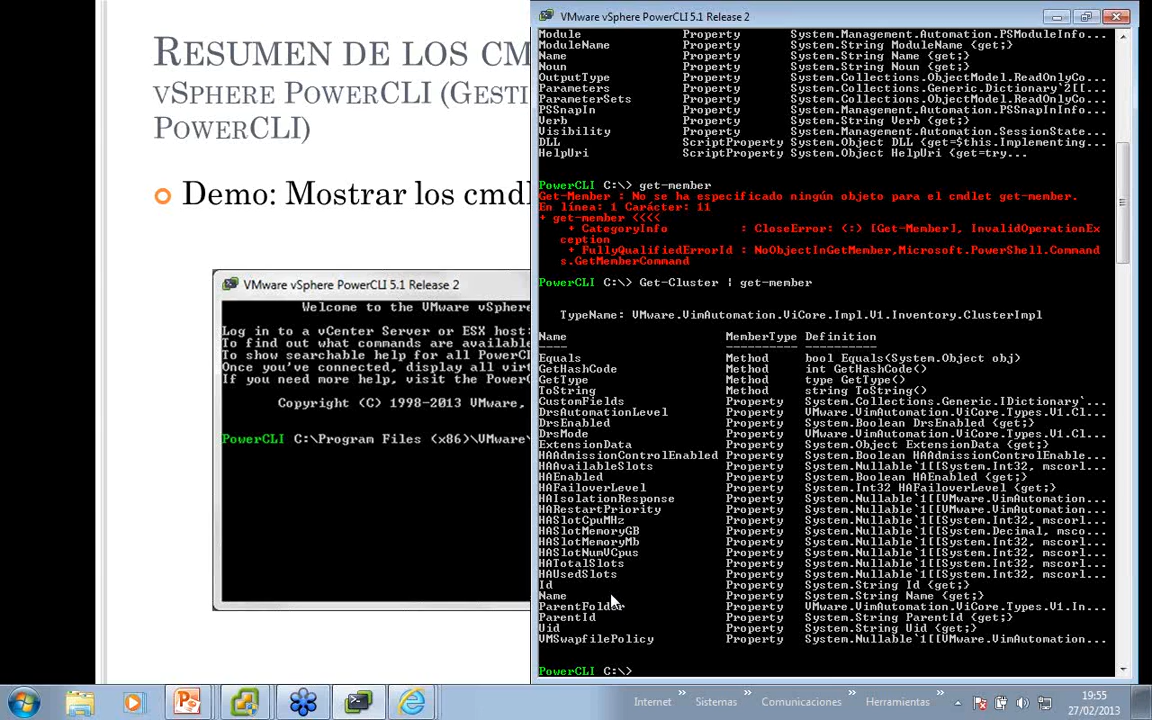 RESUMEN DE LOS CM
VSPHERE POWERCLI (GESTI
POWERCLI)
Demo: Mostrar los cmdl
VMware vSphere PowerCLI 5.1 Release 2
Welcome to the VMware vSphe
Log in to a vCenter Server or ESX host:
To find out what commands are available
To show searchable help for all PowerC
Once you've connected, display all virt
If you need more help, visit the Power
Copyright (C) 1998-2013 VMware,
PowerCLI C:\Program Files (x86)\VMware\
VMware vSphere PowerCLI 5.1 Release 2
Module Property System.Management.Automation.PSModuleInfo...
ModuleName Property System.String ModuleName {get;}
Name Property System.String Name {get;}
Noun Property System.String Noun {get;}
OutputType Property System.Collections.ObjectModel.ReadOnlyCo...
Parameters Property System.Collections.Generic.Dictionary`2[[...
ParameterSets Property System.Collections.ObjectModel.ReadOnlyCo...
PSSnapIn Property System.Management.Automation.PSSnapInInfo...
Verb Property System.String Verb {get;}
Visibility Property System.Management.Automation.SessionState...
DLL ScriptProperty System.Object DLL {get=$this.Implementing...
HelpUri ScriptProperty System.Object HelpUri {get=try...
PowerCLI C:\> get-member
Get-Member : No se ha especificado ningún objeto para el cmdlet get-member.
En línea: 1 Carácter: 11
+ get-member <<<<
+ CategoryInfo : CloseError: (:) [Get-Member], InvalidOperationEx
ception
+ FullyQualifiedErrorId : NoObjectInGetMember,Microsoft.PowerShell.Command
s.GetMemberCommand
PowerCLI C:\> Get-Cluster | get-member
TypeName: VMware.VimAutomation.ViCore.Impl.V1.Inventory.ClusterImpl
Name MemberType Definition
---- ---------- ----------
Equals Method bool Equals(System.Object obj)
GetHashCode Method int GetHashCode()
GetType Method type GetType()
ToString Method string ToString()
CustomFields Property System.Collections.Generic.IDictionary`...
DrsAutomationLevel Property VMware.VimAutomation.ViCore.Types.V1.Cl...
DrsEnabled Property System.Boolean DrsEnabled {get;}
DrsMode Property VMware.VimAutomation.ViCore.Types.V1.Cl...
ExtensionData Property System.Object ExtensionData {get;}
HAAdmissionControlEnabled Property System.Boolean HAAdmissionControlEnable...
HAAvailableSlots Property System.Nullable`1[[System.Int32, mscorl...
HAEnabled Property System.Boolean HAEnabled {get;}
HAFailoverLevel Property System.Int32 HAFailoverLevel {get;}
HAIsolationResponse Property System.Nullable`1[[VMware.VimAutomation...
HARestartPriority Property System.Nullable`1[[VMware.VimAutomation...
HASlotCpuMHz Property System.Nullable`1[[System.Int32, mscorl...
HASlotMemoryGB Property System.Nullable`1[[System.Decimal, msco...
HASlotMemoryMb Property System.Nullable`1[[System.Int32, mscorl...
HASlotNumVCpus Property System.Nullable`1[[System.Int32, mscorl...
HATotalSlots Property System.Nullable`1[[System.Int32, mscorl...
HAUsedSlots Property System.Nullable`1[[System.Int32, mscorl...
Id Property System.String Id {get;}
Name Property System.String Name {get;}
ParentFolder Property VMware.VimAutomation.ViCore.Types.V1.In...
ParentId Property System.String ParentId {get;}
Uid Property System.String Uid {get;}
VMSwapfilePolicy Property System.Nullable`1[[VMware.VimAutomation...
PowerCLI C:\>
Internet Sistemas Comunicaciones Herramientas
19:55
27/02/2013